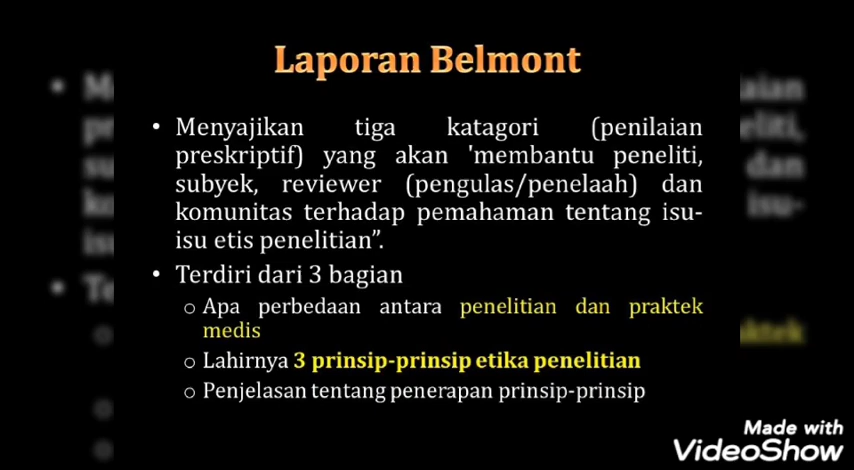 Laporan Belmont
• Menyajikan tiga katagori (penilaian
preskriptif) yang akan 'membantu peneliti,
subyek, reviewer (pengulas/penelaah) dan
komunitas terhadap pemahaman tentang isu-
isu etis penelitian”.
• Terdiri dari 3 bagian
o Apa perbedaan antara penelitian dan praktek
medis
o Lahirnya 3 prinsip-prinsip etika penelitian
o Penjelasan tentang penerapan prinsip-prinsip
Made with
VideoShow